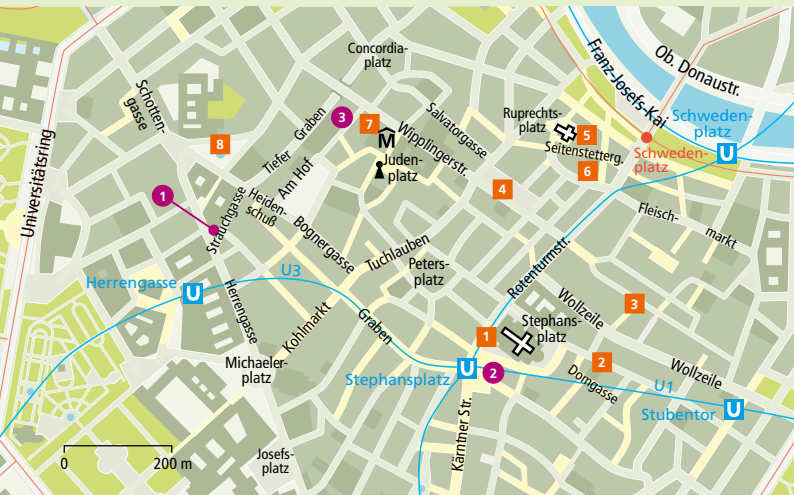 Concordia-
platz
Franz-Josefs-Kai
Ob. Donaustr.
Schotten-
gasse
Universitätsring
Tiefer Graben
3
7
M
Salvatorgasse
Wipplingerstr.
Ruprechts-
platz
5
Seitenstetterg.
6
Schweden-
platz
U
Schweden-
platz
8
Am Hof
Juden-
platz
4
1
Strauchgasse
Heiden-
schuß
Bognergasse
Fleisch-
markt
Tuchlauben
Peters-
platz
Rotenturmstr.
Herrengasse
U
U3
Herrengasse
Kohlmarkt
Graben
Wollzeile
3
Stephans-
platz
1
Michaeler-
platz
Stephansplatz
U
2
2
Domgasse
Wollzeile
U1
Stubentor
U
Kärntner Str.
0
200 m
Josefs-
platz